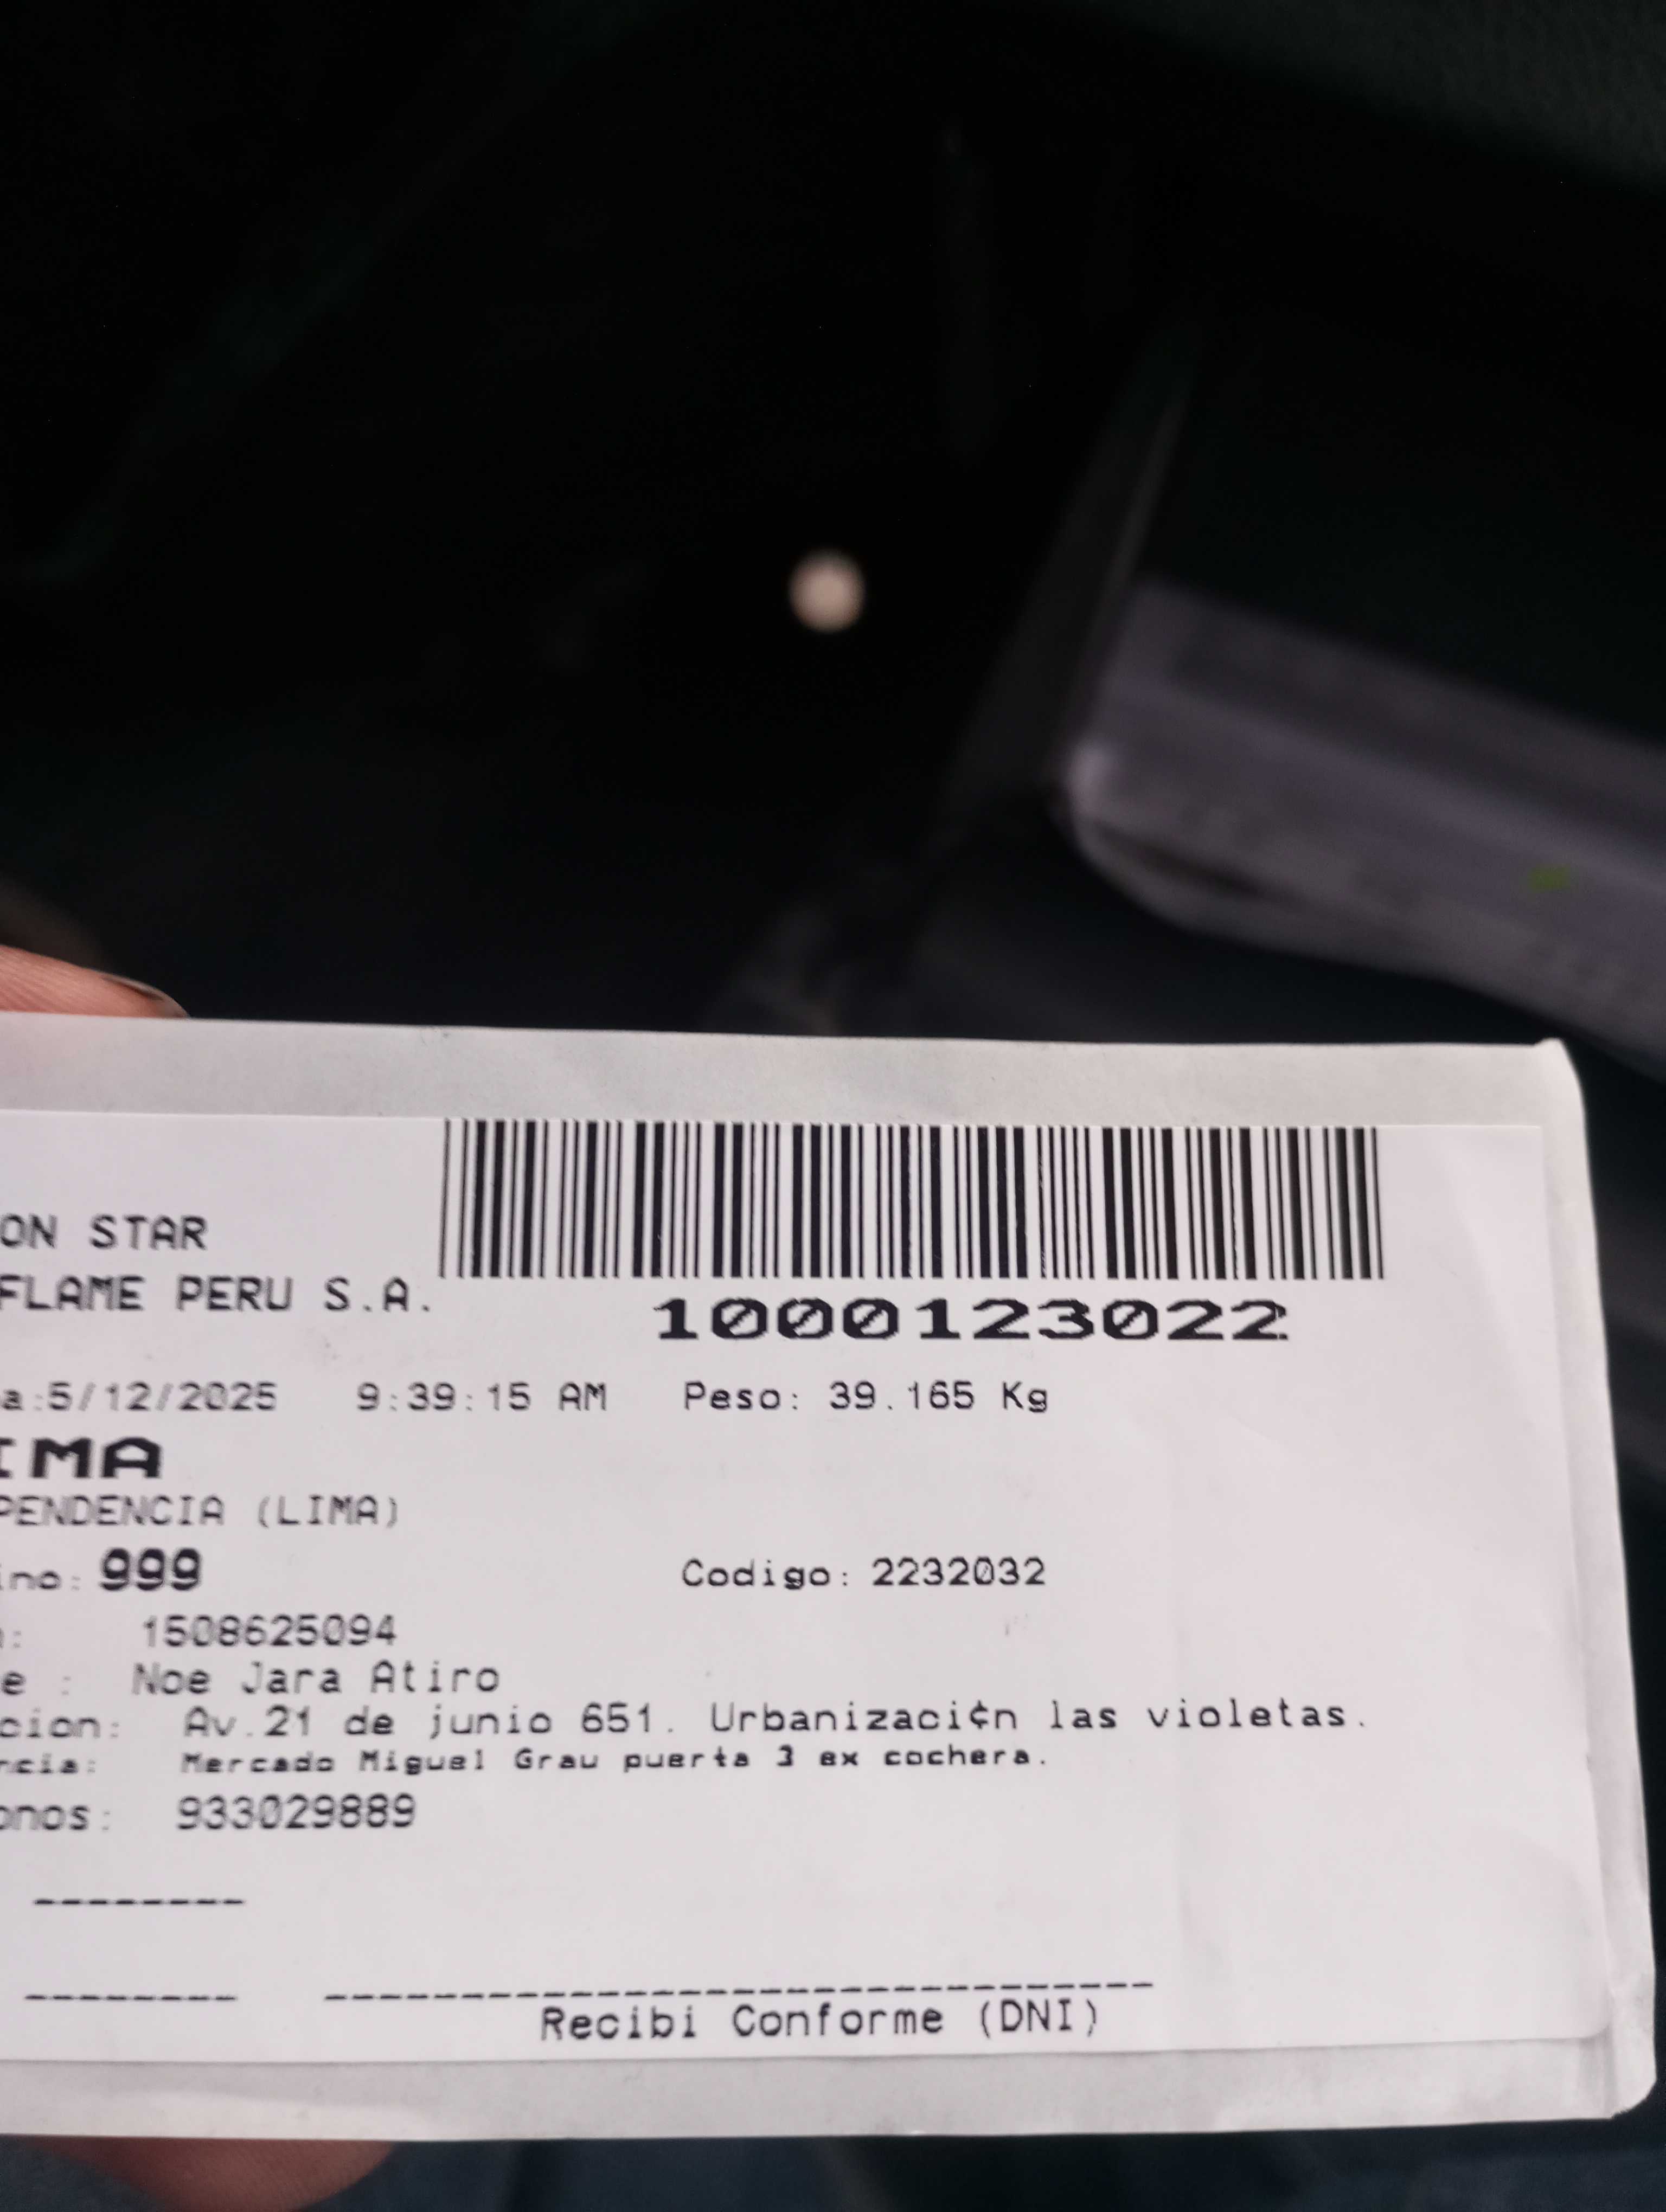 ON STAR
FLAME PERU S.A.
1000123022
a:5/12/2025 9:39:15 AM Peso: 39.165 Kg
IMA
PENDENCIA (LIMA)
ino: 999 Codigo: 2232032
: 1508625094
e : Noe Jara Atiro
cion: Av.21 de junio 651. Urbanizaci¢n las violetas.
ncia: Mercado Miguel Grau puerta 3 ex cochera.
onos: 933029889
Recibi Conforme (DNI)